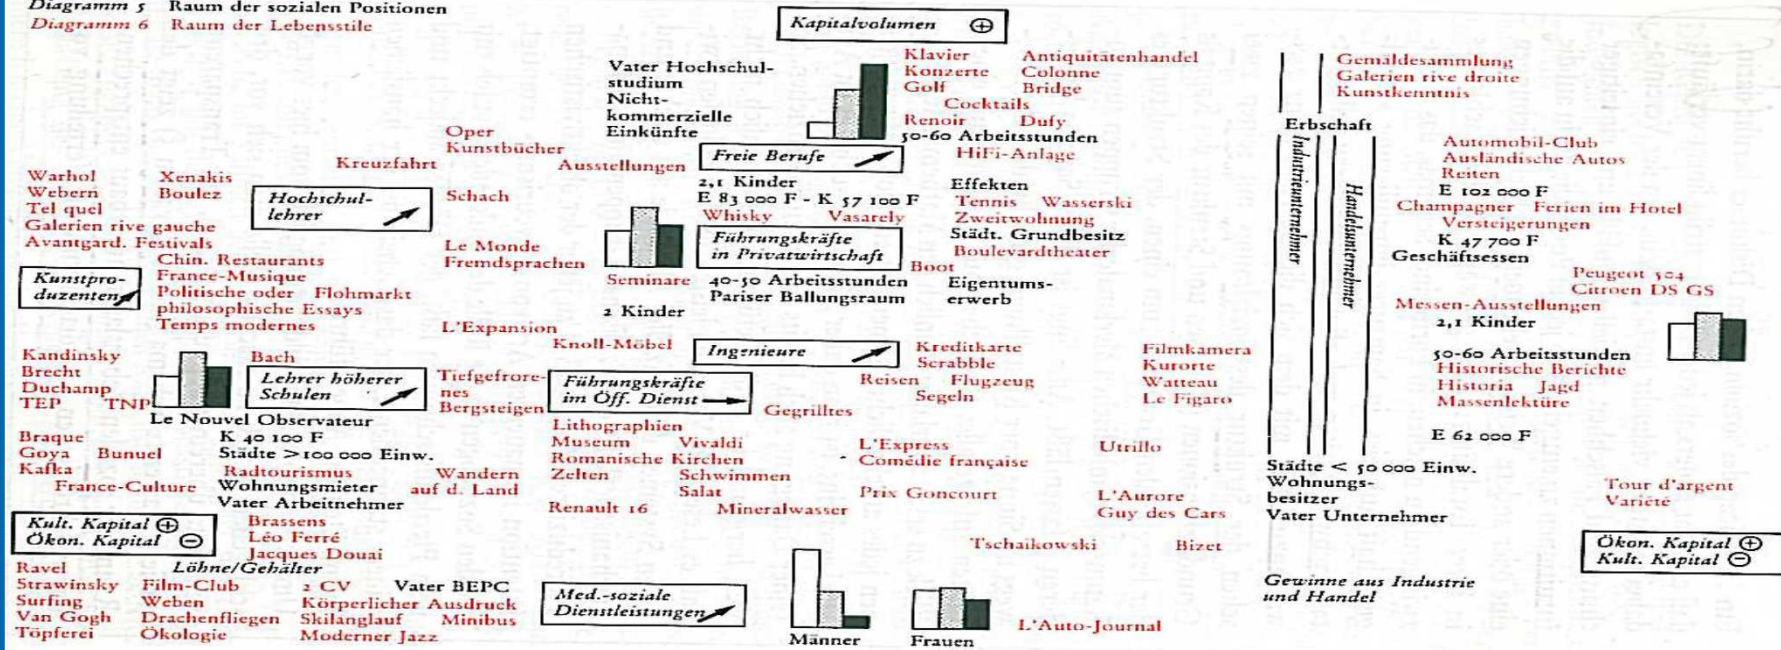 Diagramm 5 Raum der sozialen Positionen
Diagramm 6 Raum der Lebensstile
Kapitalvolumen ⊕
Vater Hochschul-
studium
Nicht-
kommerzielle
Einkünfte
Klavier Antiquitätenhandel
Konzerte Colonne
Golf Bridge
Cocktails
Renoir Dufy
50-60 Arbeitsstunden
HiFi-Anlage
Gemäldesammlung
Galerien rive droite
Kunstkenntnis
Erbschaft
Industrieunternehmer
Handelsunternehmer
Automobil-Club
Ausländische Autos
Reiten
E 102 000 F
Champagner Ferien im Hotel
Versteigerungen
K 47 700 F
Geschäftsessen
Peugeot 504
Citroen DS GS
Messen-Ausstellungen
2,1 Kinder
50-60 Arbeitsstunden
Historische Berichte
Historia Jagd
Massenlektüre
E 62 000 F
Oper
Kunstbücher
Kreuzfahrt
Ausstellungen
Freie Berufe
2,1 Kinder
E 83 000 F - K 57 100 F
Whisky Vasarely
Effekten
Tennis Wasserski
Zweitwohnung
Städt. Grundbesitz
Boulevardtheater
Warhol Xenakis
Webern Boulez
Tel quel
Galerien rive gauche
Avantgard. Festivals
Hochschul-
lehrer
Schach
Le Monde
Fremdsprachen
Führungskräfte
in Privatwirtschaft
Boot
Seminare
40-50 Arbeitsstunden
Pariser Ballungsraum
Eigentums-
erwerb
2 Kinder
Kunstpro-
duzenten
Chin. Restaurants
France-Musique
Politische oder Flohmarkt
philosophische Essays
Temps modernes
L'Expansion
Knoll-Möbel
Ingenieure
Kreditkarte
Scrabble
Reisen Flugzeug
Segeln
Filmkamera
Kurorte
Watteau
Le Figaro
Kandinsky
Brecht
Duchamp
TEP TNP
Bach
Lehrer höherer
Schulen
Tiefgefrore-
nes
Bergsteigen
Führungskräfte
im Öff. Dienst
Gegrilltes
Le Nouvel Observateur
K 40 100 F
Städte > 100 000 Einw.
Radtourismus
Wohnungsmieter
Vater Arbeitnehmer
Braque
Goya Bunuel
Kafka
France-Culture
Wandern
auf d. Land
Lithographien
Museum Vivaldi
Romanische Kirchen
Zelten Schwimmen
Salat
Renault 16 Mineralwasser
L'Express
Comédie française
Prix Goncourt
Utrillo
L'Aurore
Guy des Cars
Städte < 50 000 Einw.
Wohnungs-
besitzer
Vater Unternehmer
Tour d'argent
Variété
Kult. Kapital ⊕
Ökon. Kapital ⊖
Brassens
Léo Ferré
Jacques Douai
Tschaikowski Bizet
Ökon. Kapital ⊕
Kult. Kapital ⊖
Gewinne aus Industrie
und Handel
Ravel
Löhne/Gehälter
Strawinsky Film-Club 2 CV Vater BEPC
Surfing Weben Körperlicher Ausdruck
Van Gogh Drachenfliegen Skilanglauf Minibus
Töpferei Ökologie Moderner Jazz
Med.-soziale
Dienstleistungen
Männer
Frauen
L'Auto-Journal